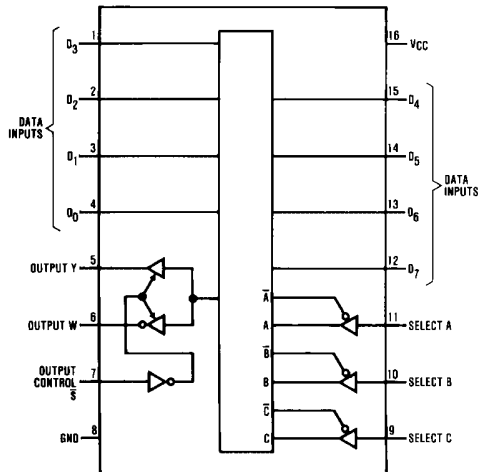 1
D3
2
D2
DATA
INPUTS
3
D1
4
D0
5
OUTPUT Y
6
OUTPUT W
7
OUTPUT
CONTROL
S̅
8
GND
16
VCC
15
D4
14
D5
DATA
INPUTS
13
D6
12
D7
A̅
A
11
SELECT A
B̅
B
10
SELECT B
C̅
C
9
SELECT C